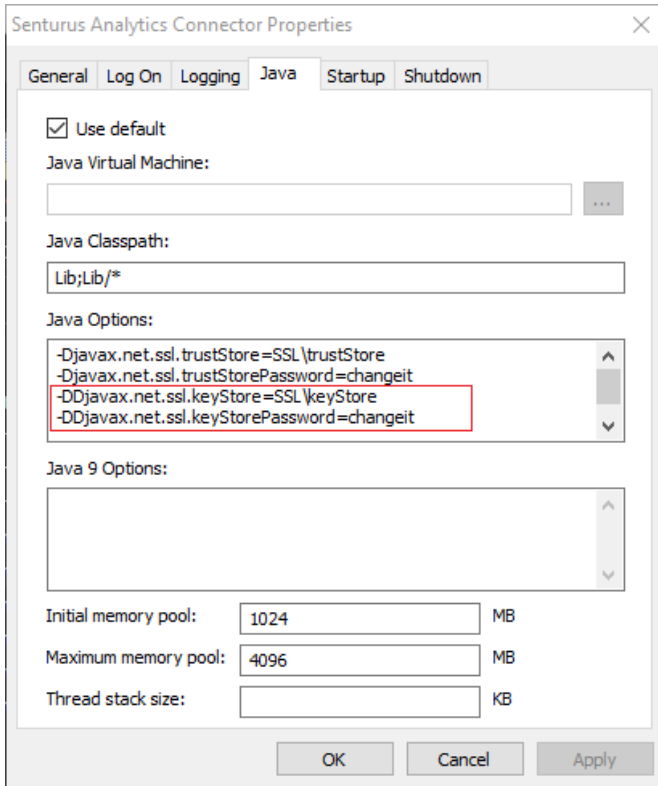 Senturus Analytics Connector Properties
General Log On Logging Java Startup Shutdown
Use default
Java Virtual Machine:
...
Java Classpath:
Lib;Lib/*
Java Options:
-Djavax.net.ssl.trustStore=SSL\trustStore
-Djavax.net.ssl.trustStorePassword=changeit
-DDjavax.net.ssl.keyStore=SSL\keyStore
-DDjavax.net.ssl.keyStorePassword=changeit
Java 9 Options:
Initial memory pool: 1024 MB
Maximum memory pool: 4096 MB
Thread stack size: KB
OK Cancel Apply